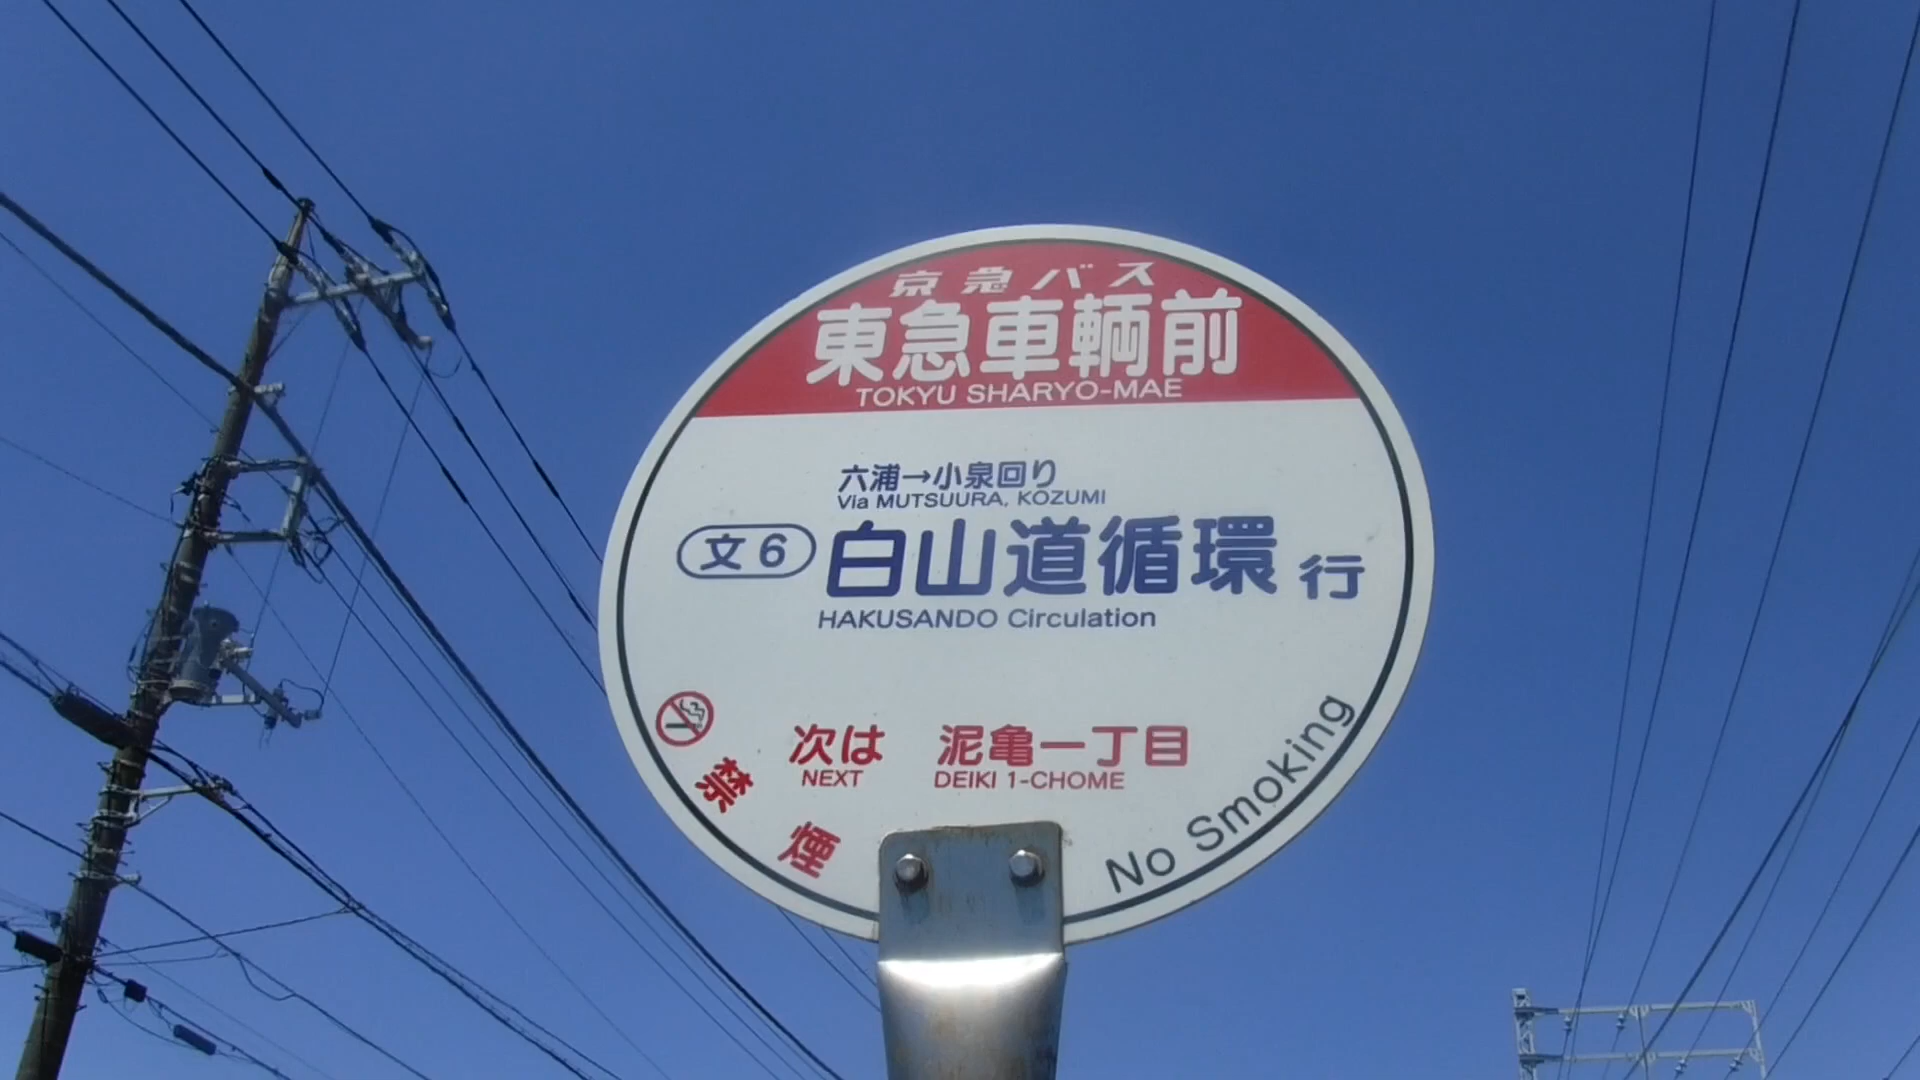 京急バス
東急車輌前
TOKYU SHARYO-MAE
六浦→小泉回り
Via MUTSUURA, KOZUMI
文6 白山道循環 行
HAKUSANDO Circulation
次は 泥亀一丁目
NEXT DEIKI 1-CHOME
禁煙
No Smoking